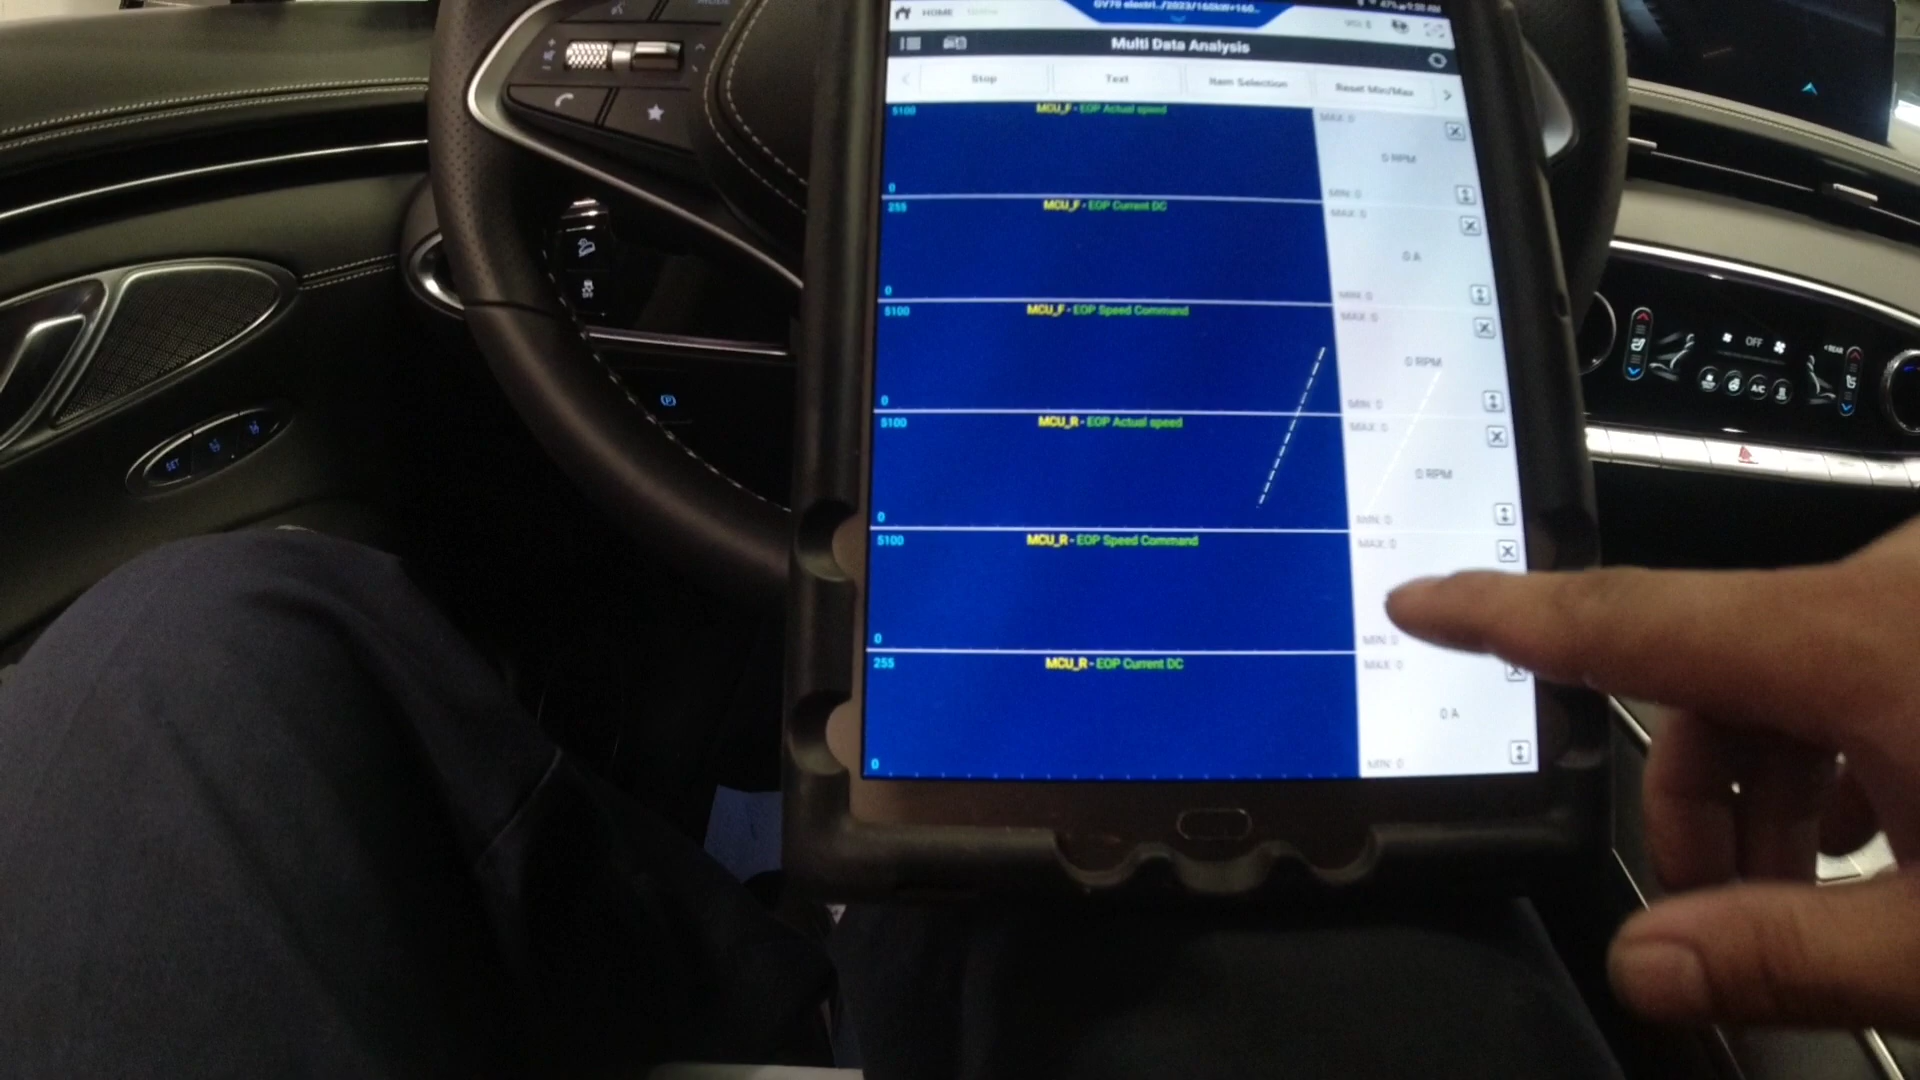 HOME
GV70 electri../2023/160kW+160..
47%
Multi Data Analysis
Stop
Text
Item Selection
Reset Min/Max
5100
MCU_F - EOP Actual speed
MAX: 0
0 RPM
0
MIN: 0
255
MCU_F - EOP Current DC
MAX: 0
0 A
0
MIN: 0
5100
MCU_F - EOP Speed Command
MAX: 0
0 RPM
0
MIN: 0
5100
MCU_R - EOP Actual speed
MAX: 0
0 RPM
0
MIN: 0
5100
MCU_R - EOP Speed Command
MAX: 0
0
MIN: 0
255
MCU_R - EOP Current DC
MAX: 0
0 A
0
MIN: 0
SET
OFF
A/C
REAR